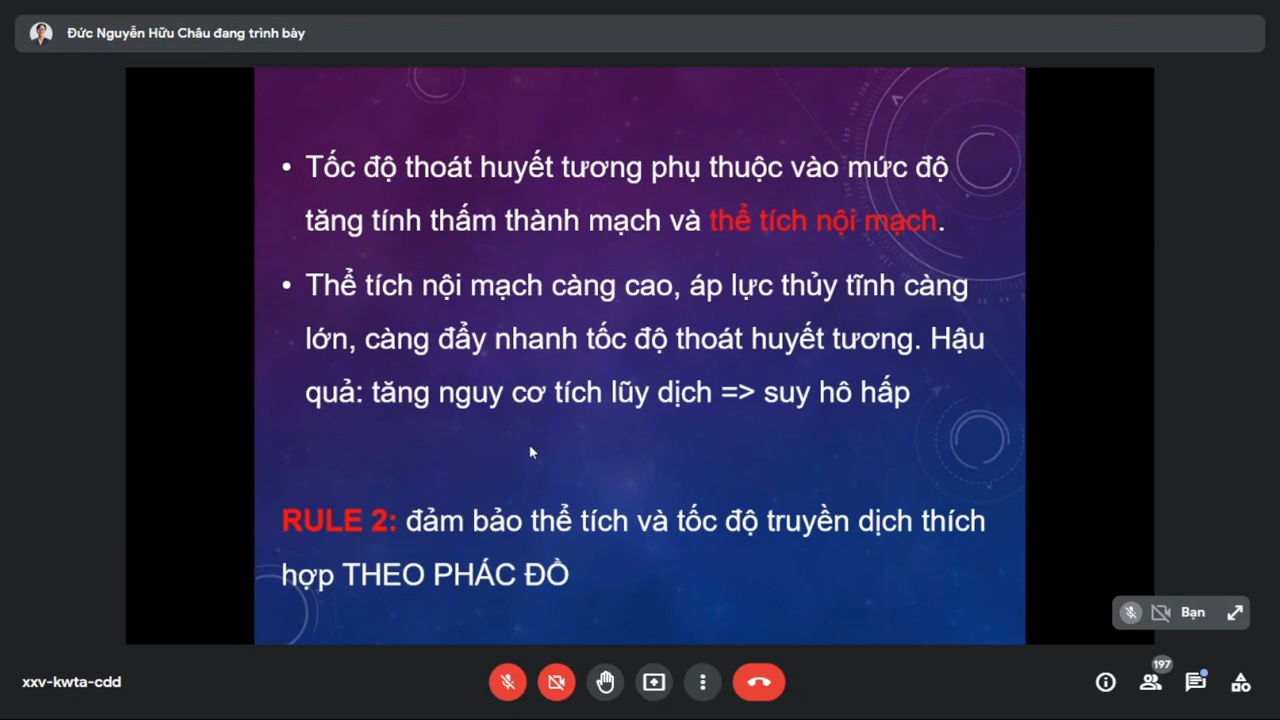 Đức Nguyễn Hữu Châu đang trình bày
• Tốc độ thoát huyết tương phụ thuộc vào mức độ
tăng tính thấm thành mạch và thể tích nội mạch.
• Thể tích nội mạch càng cao, áp lực thủy tĩnh càng
lớn, càng đẩy nhanh tốc độ thoát huyết tương. Hậu
quả: tăng nguy cơ tích lũy dịch => suy hô hấp
RULE 2: đảm bảo thể tích và tốc độ truyền dịch thích
hợp THEO PHÁC ĐỒ
Bạn
xxv-kwta-cdd
197